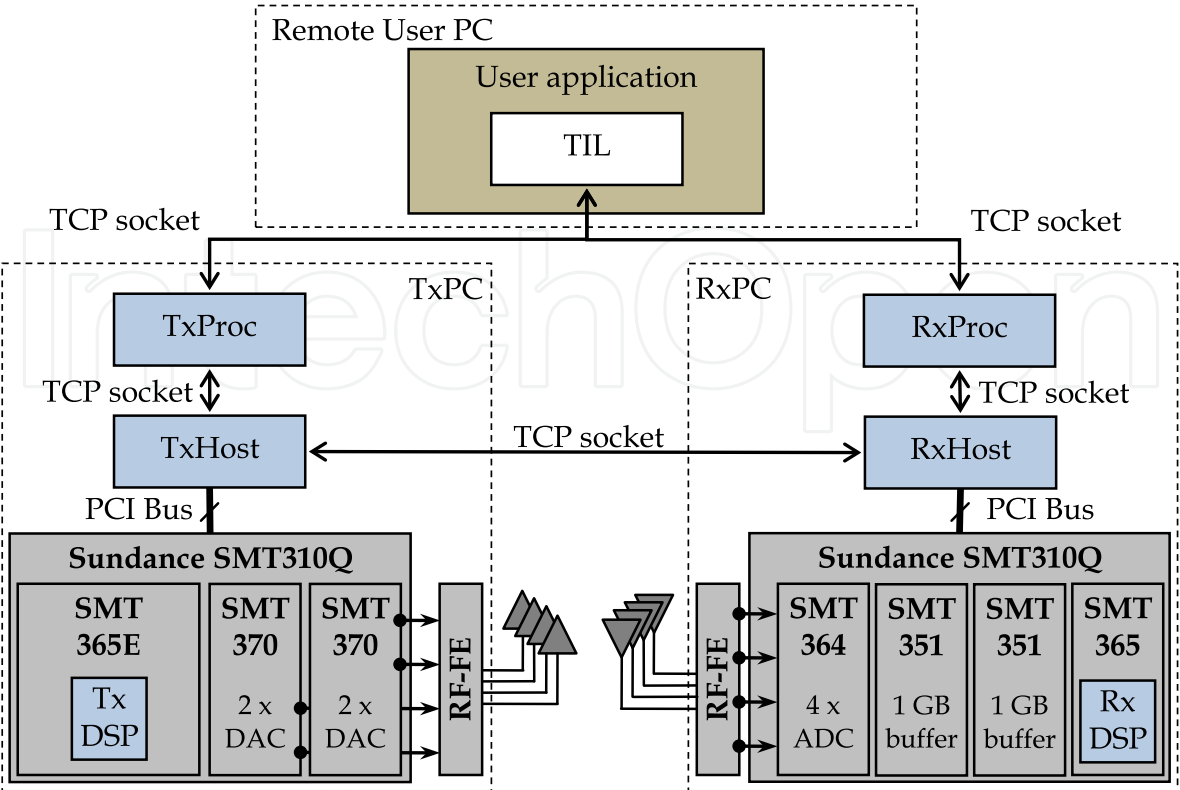 Remote User PC
User application
TIL
TCP socket
TCP socket
IntechOpen
TxPC
RxPC
TxProc
RxProc
TCP socket
TCP socket
TxHost
TCP socket
RxHost
PCI Bus
PCI Bus
Sundance SMT310Q
SMT
365E
Tx
DSP
SMT
370
2 x
DAC
SMT
370
2 x
DAC
RF-FE
Sundance SMT310Q
RF-FE
SMT
364
4 x
ADC
SMT
351
1 GB
buffer
SMT
351
1 GB
buffer
SMT
365
Rx
DSP